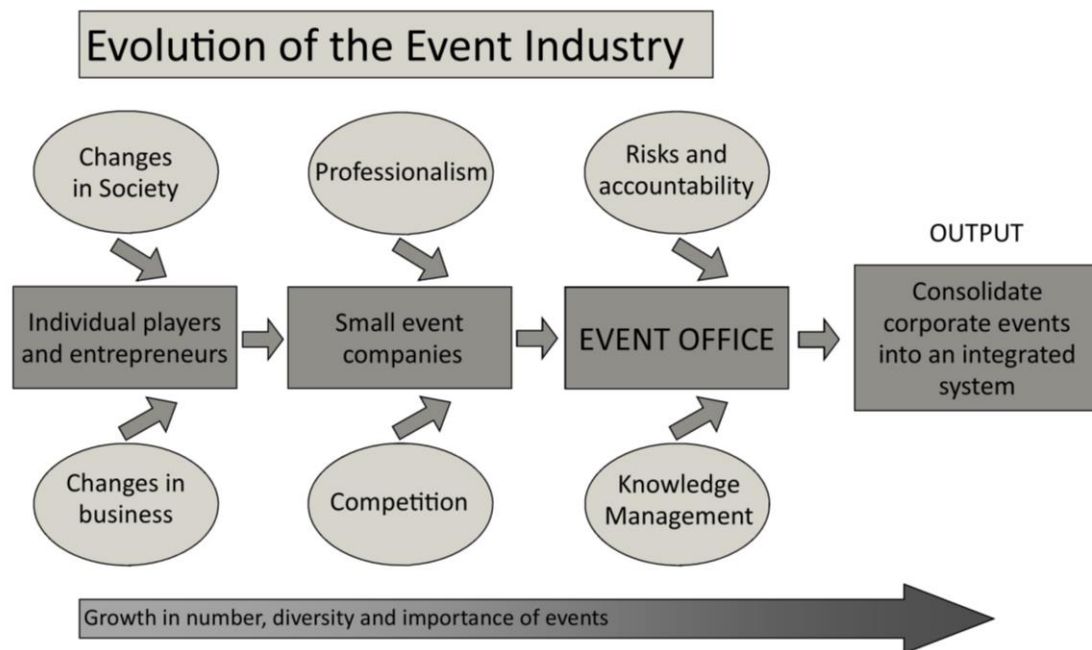 Evolution of the Event Industry
Changes
in Society
Professionalism
Risks and
accountability
OUTPUT
Individual players
and entrepreneurs
Small event
companies
EVENT OFFICE
Consolidate
corporate events
into an integrated
system
Changes in
business
Competition
Knowledge
Management
Growth in number, diversity and importance of events